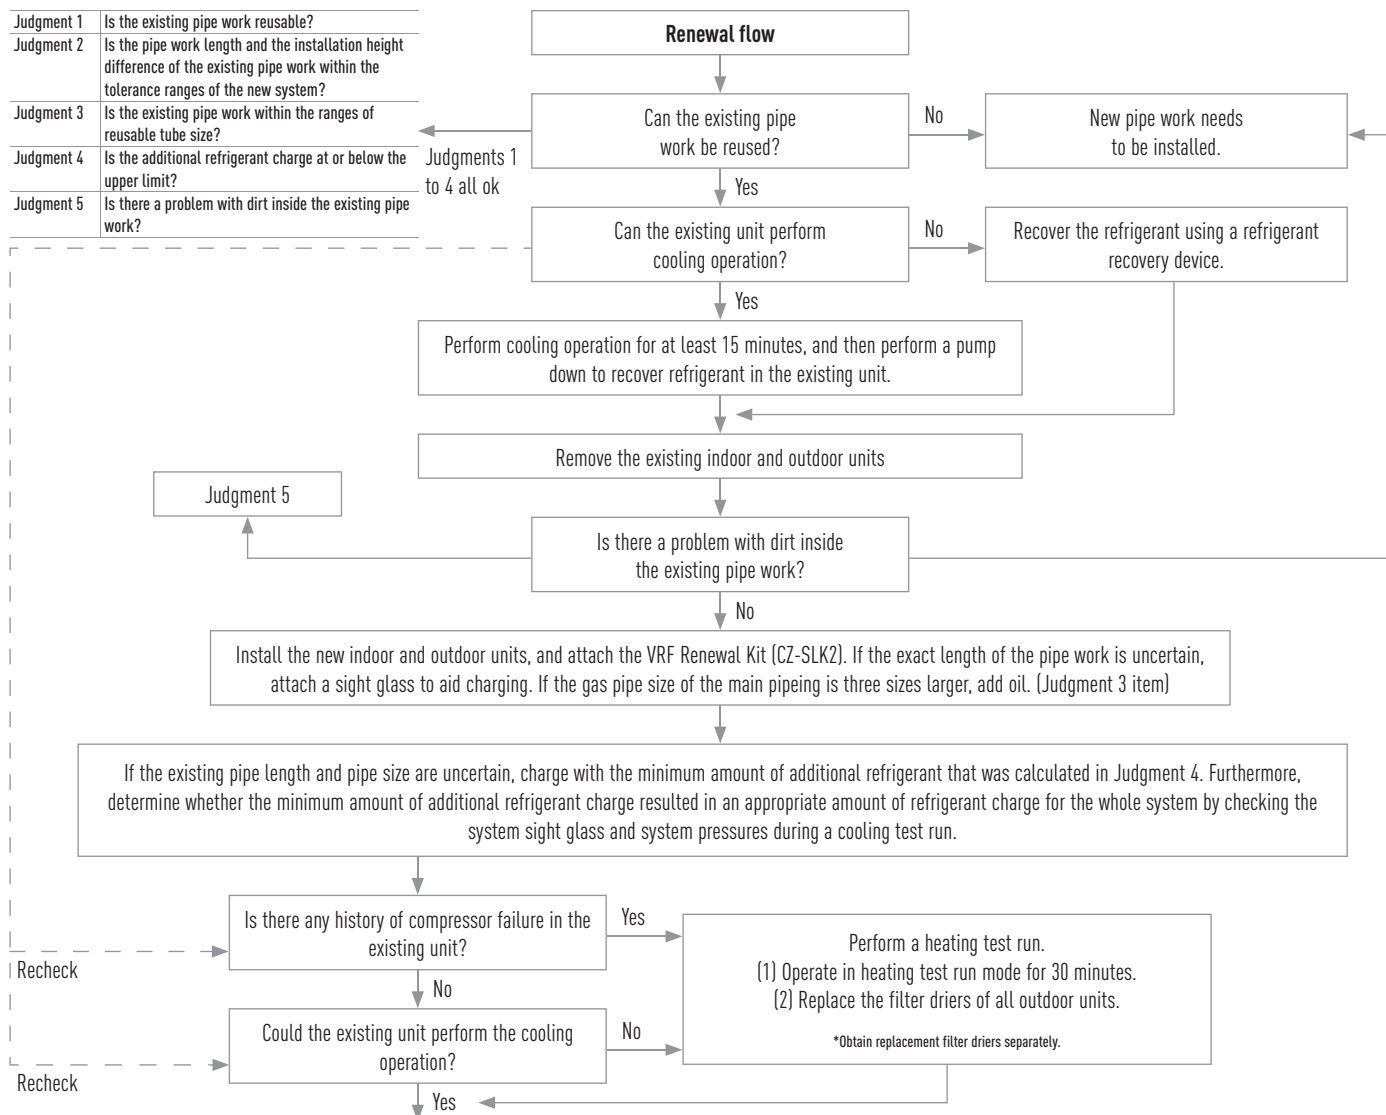 Judgment 1 Is the existing pipe work reusable?
Judgment 2 Is the pipe work length and the installation height
difference of the existing pipe work within the
tolerance ranges of the new system?
Judgment 3 Is the existing pipe work within the ranges of
reusable tube size?
Judgment 4 Is the additional refrigerant charge at or below the
upper limit?
Judgment 5 Is there a problem with dirt inside the existing pipe
work?
Renewal flow
Can the existing pipe
work be reused?
No
New pipe work needs
to be installed.
Judgments 1
to 4 all ok
Yes
Can the existing unit perform
cooling operation?
No
Recover the refrigerant using a refrigerant
recovery device.
Yes
Perform cooling operation for at least 15 minutes, and then perform a pump
down to recover refrigerant in the existing unit.
Remove the existing indoor and outdoor units
Judgment 5
Is there a problem with dirt inside
the existing pipe work?
No
Install the new indoor and outdoor units, and attach the VRF Renewal Kit (CZ-SLK2). If the exact length of the pipe work is uncertain,
attach a sight glass to aid charging. If the gas pipe size of the main pipeing is three sizes larger, add oil. (Judgment 3 item)
If the existing pipe length and pipe size are uncertain, charge with the minimum amount of additional refrigerant that was calculated in Judgment 4. Furthermore,
determine whether the minimum amount of additional refrigerant charge resulted in an appropriate amount of refrigerant charge for the whole system by checking the
system sight glass and system pressures during a cooling test run.
Is there any history of compressor failure in the
existing unit?
Yes
Perform a heating test run.
(1) Operate in heating test run mode for 30 minutes.
(2) Replace the filter driers of all outdoor units.
*Obtain replacement filter driers separately.
Recheck
No
Could the existing unit perform the cooling
operation?
No
Recheck
Yes